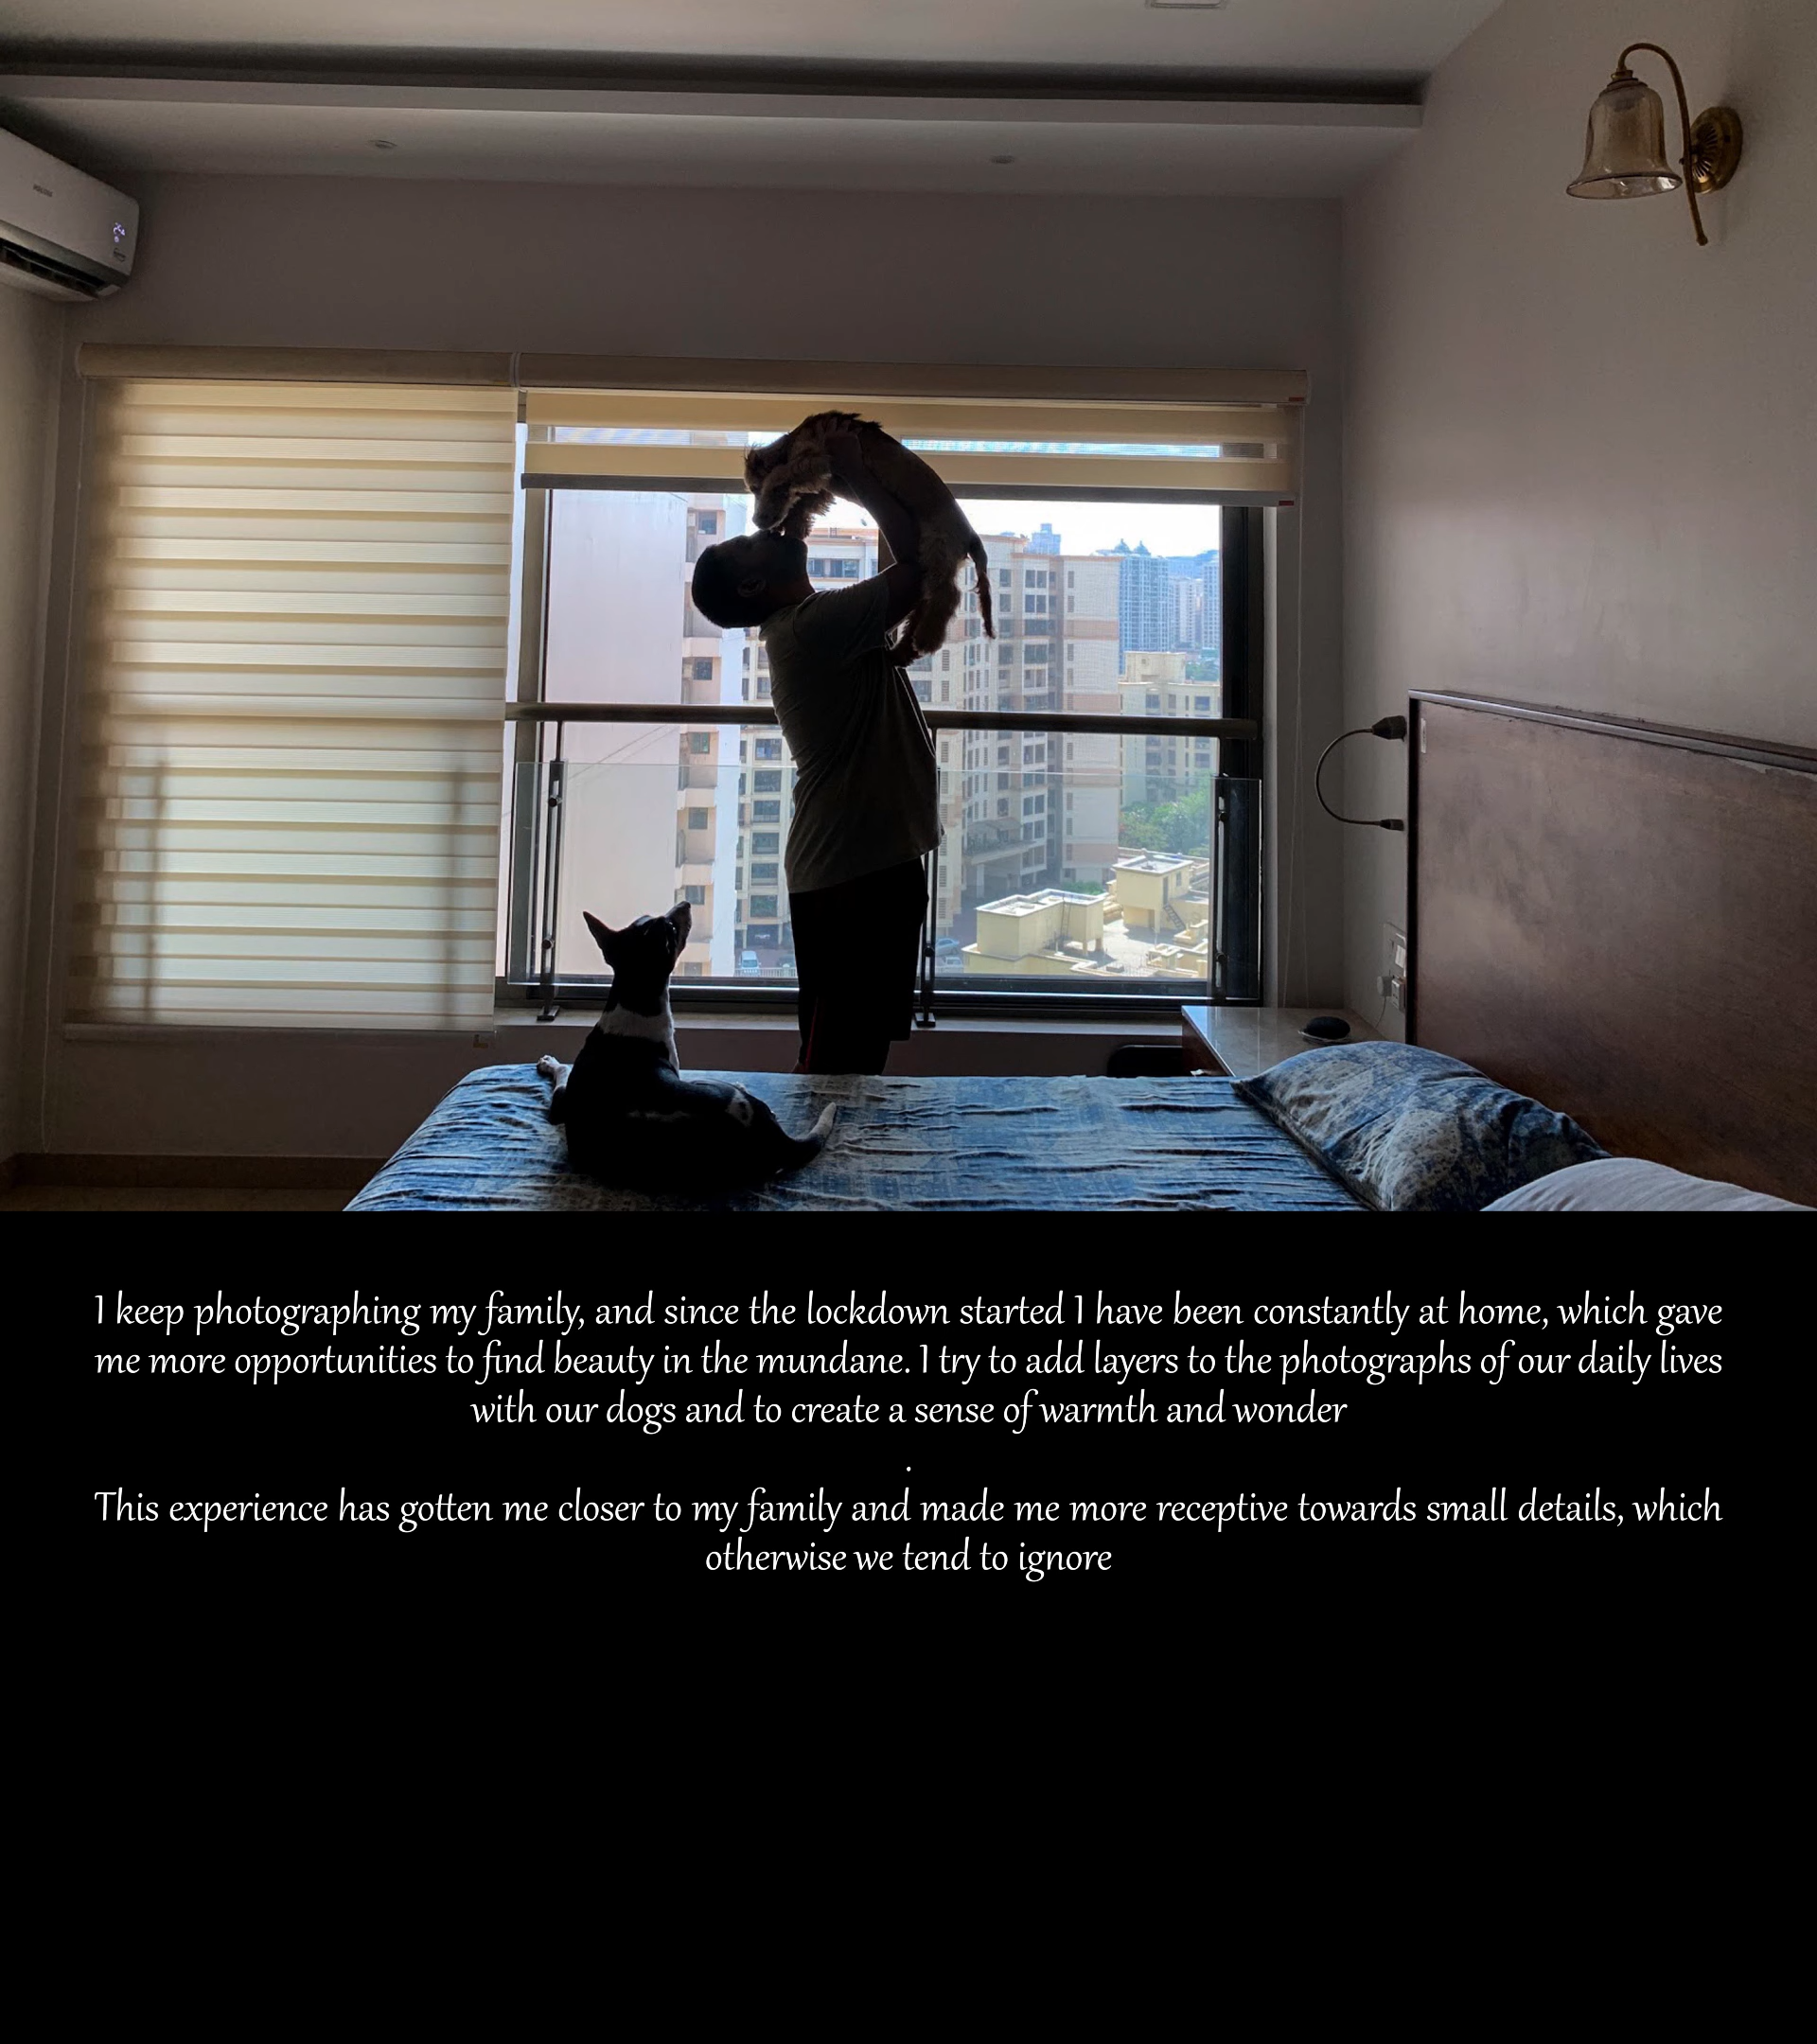 I keep photographing my family, and since the lockdown started I have been constantly at home, which gave
me more opportunities to find beauty in the mundane. I try to add layers to the photographs of our daily lives
with our dogs and to create a sense of warmth and wonder
.
This experience has gotten me closer to my family and made me more receptive towards small details, which
otherwise we tend to ignore